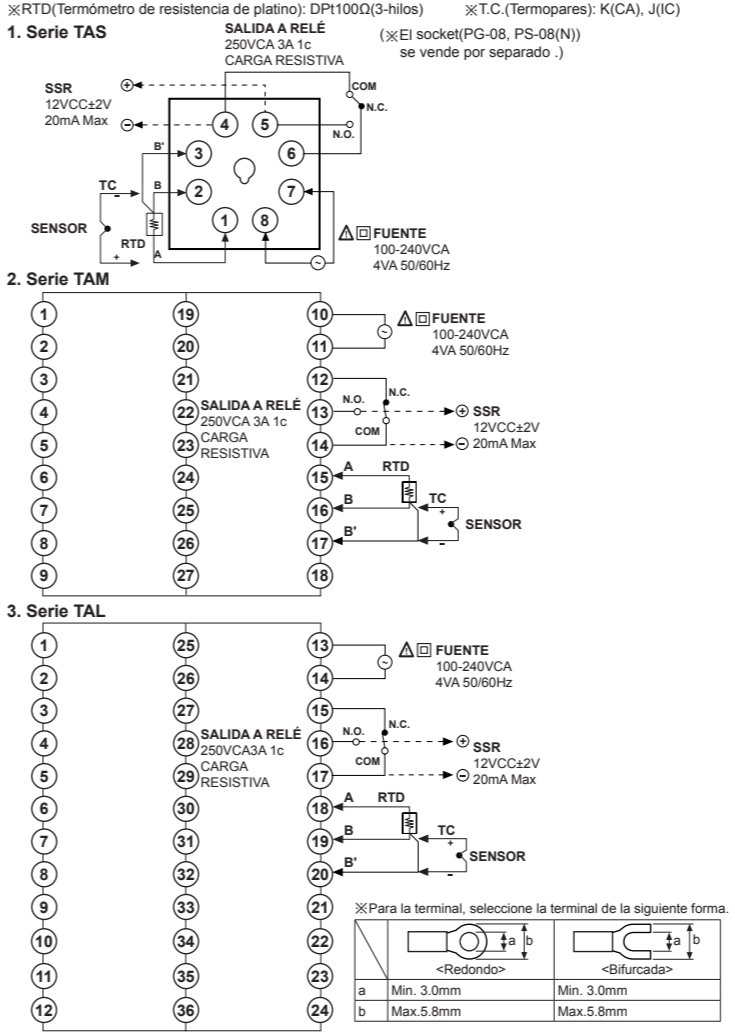 ※RTD(Termómetro de resistencia de platino): DPt100Ω(3-hilos) ※T.C.(Termopares): K(CA), J(IC)
1. Serie TAS
SALIDA A RELÉ
250VCA 3A 1c
CARGA RESISTIVA
(※El socket(PG-08, PS-08(N))
se vende por separado .)
SSR
12VCC±2V
20mA Max
⊕
⊖
COM
N.C.
N.O.
4
5
3
6
2
7
1
8
B'
B
A
TC
-
+
SENSOR
RTD
FUENTE
100-240VCA
4VA 50/60Hz
~
2. Serie TAM
1 19 10
2 20 11
3 21 12
4 22 13
5 23 14
6 24 15
7 25 16
8 26 17
9 27 18
~
FUENTE
100-240VCA
4VA 50/60Hz
SALIDA A RELÉ
250VCA 3A 1c
CARGA
RESISTIVA
N.O.
N.C.
COM
⊕ SSR
12VCC±2V
⊖ 20mA Max
A
RTD
B
B'
TC
+
-
SENSOR
3. Serie TAL
1 25 13
2 26 14
3 27 15
4 28 16
5 29 17
6 30 18
7 31 19
8 32 20
9 33 21
10 34 22
11 35 23
12 36 24
~
FUENTE
100-240VCA
4VA 50/60Hz
SALIDA A RELÉ
250VCA3A 1c
CARGA
RESISTIVA
N.O.
N.C.
COM
⊕ SSR
12VCC±2V
⊖ 20mA Max
A
RTD
B
B'
TC
+
-
SENSOR
※Para la terminal, seleccione la terminal de la siguiente forma.
a b
<Redondo>
a b
<Bifurcada>
a Min. 3.0mm Min. 3.0mm
b Max.5.8mm Max.5.8mm